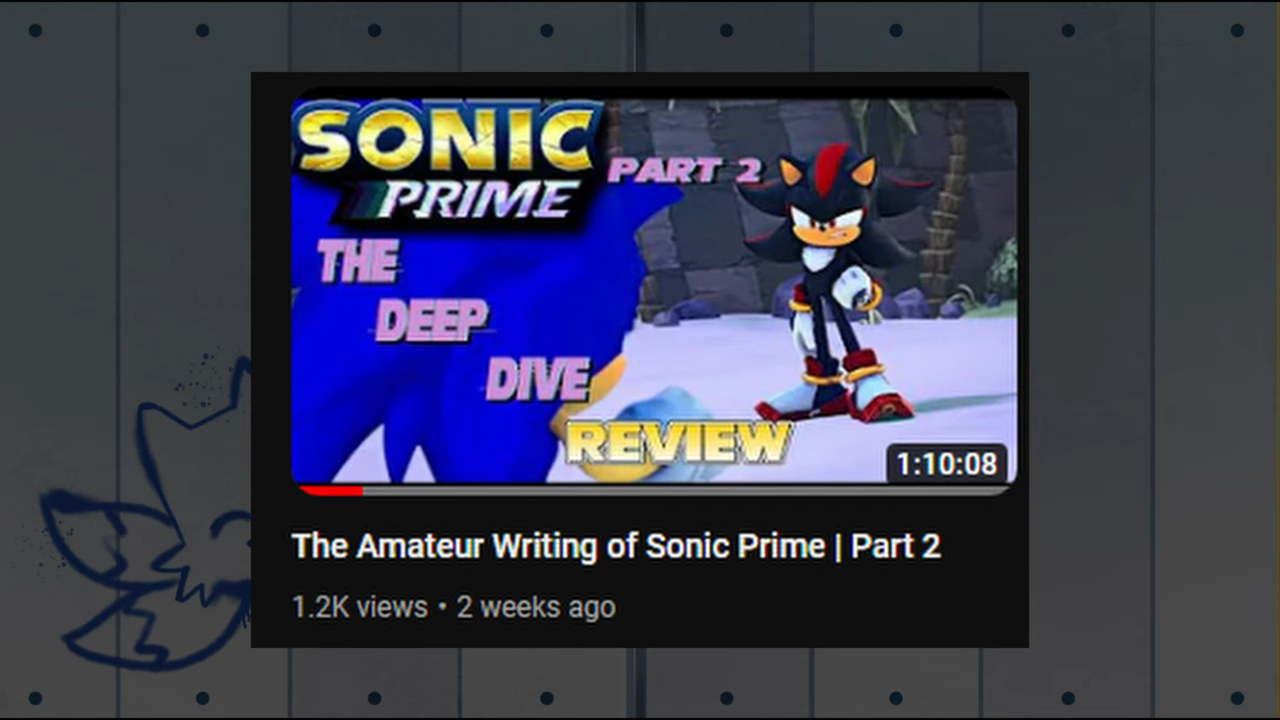 SONIC
PRIME
PART 2
THE
DEEP
DIVE
REVIEW
1:10:08
The Amateur Writing of Sonic Prime | Part 2
1.2K views • 2 weeks ago